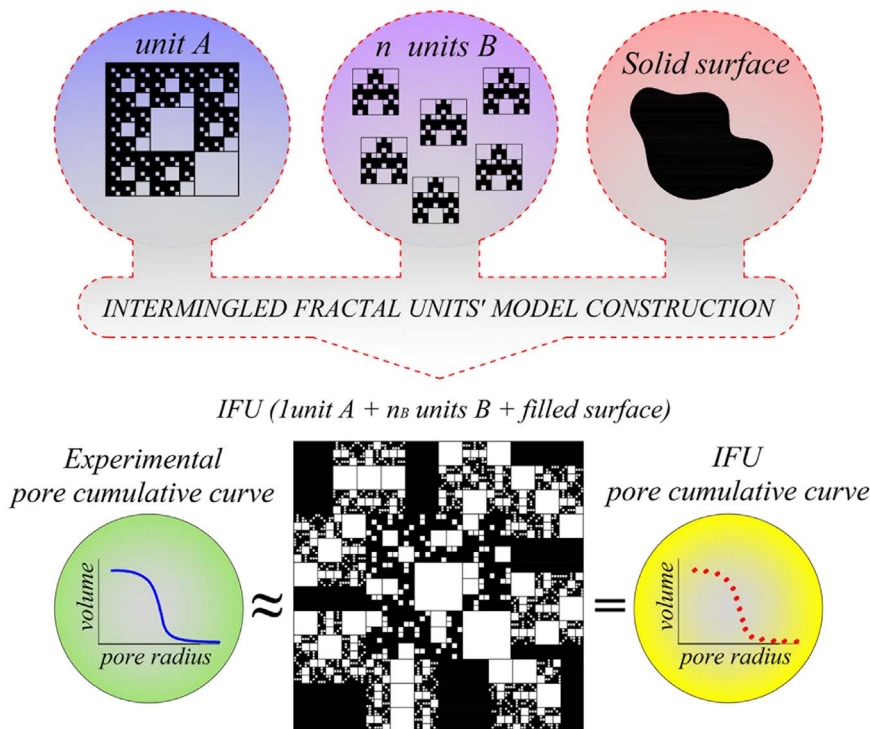 unit A
n units B
Solid surface
INTERMINGLED FRACTAL UNITS' MODEL CONSTRUCTION
IFU (1unit A + nB units B + filled surface)
Experimental
pore cumulative curve
volume
pore radius
≈
=
IFU
pore cumulative curve
volume
pore radius